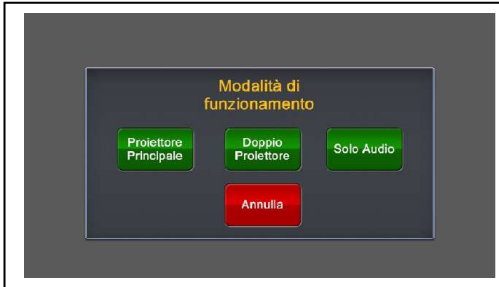 Modalità di
funzionamento
Proiettore
Principale
Doppio
Proiettore
Solo Audio
Annulla